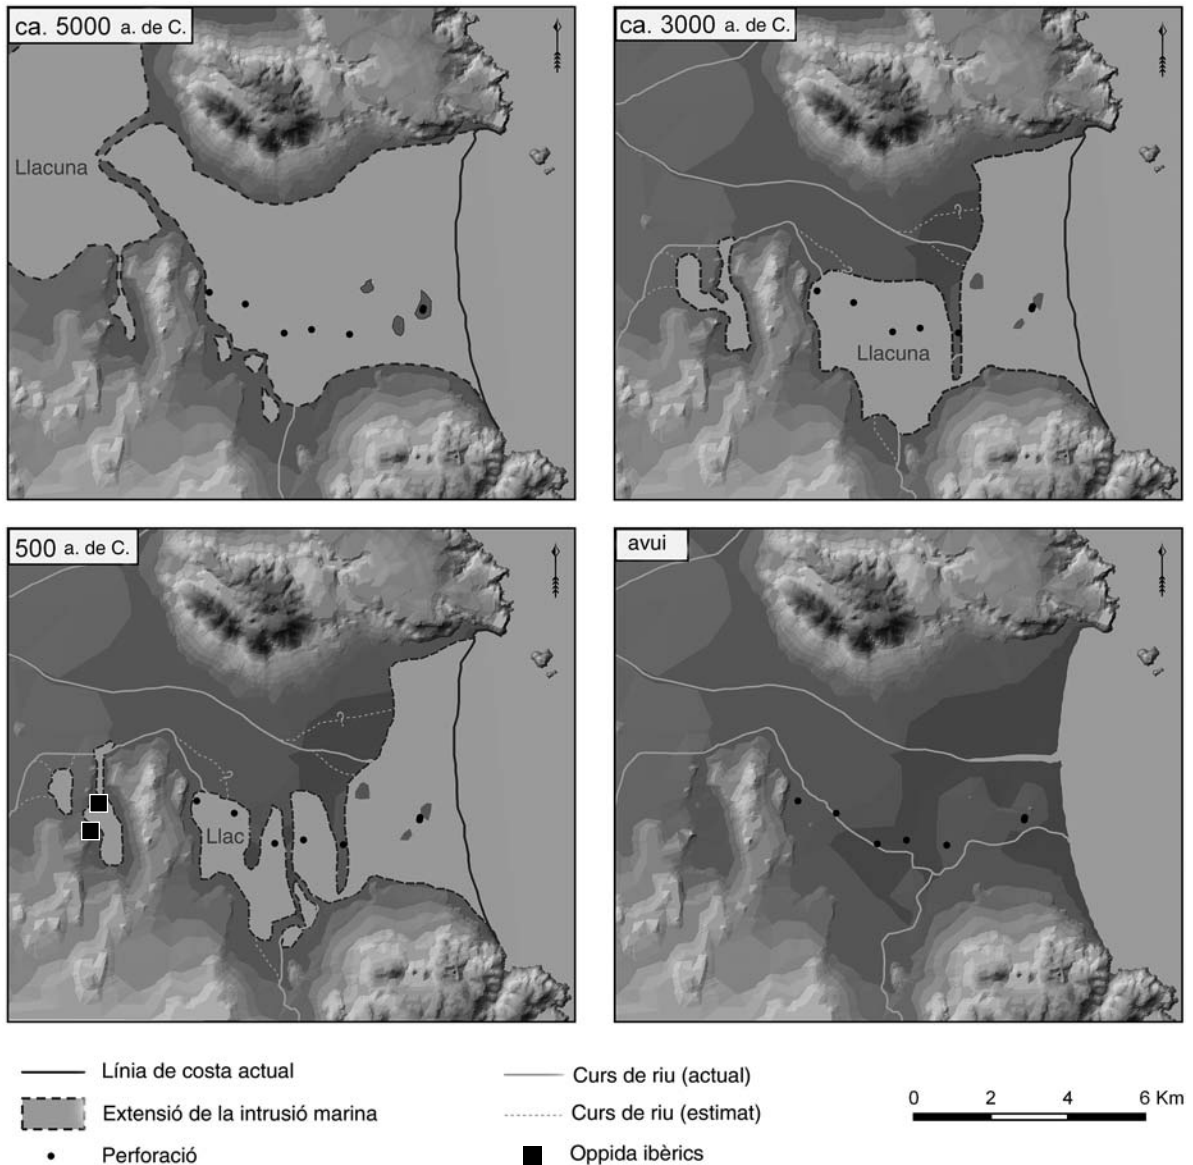 ca. 5000 a. de C.
Llacuna
ca. 3000 a. de C.
?
Llacuna
500 a. de C.
?
Llac
avui
Línia de costa actual
Extensió de la intrusió marina
Perforació
Curs de riu (actual)
Curs de riu (estimat)
Oppida ibèrics
0 2 4 6 Km